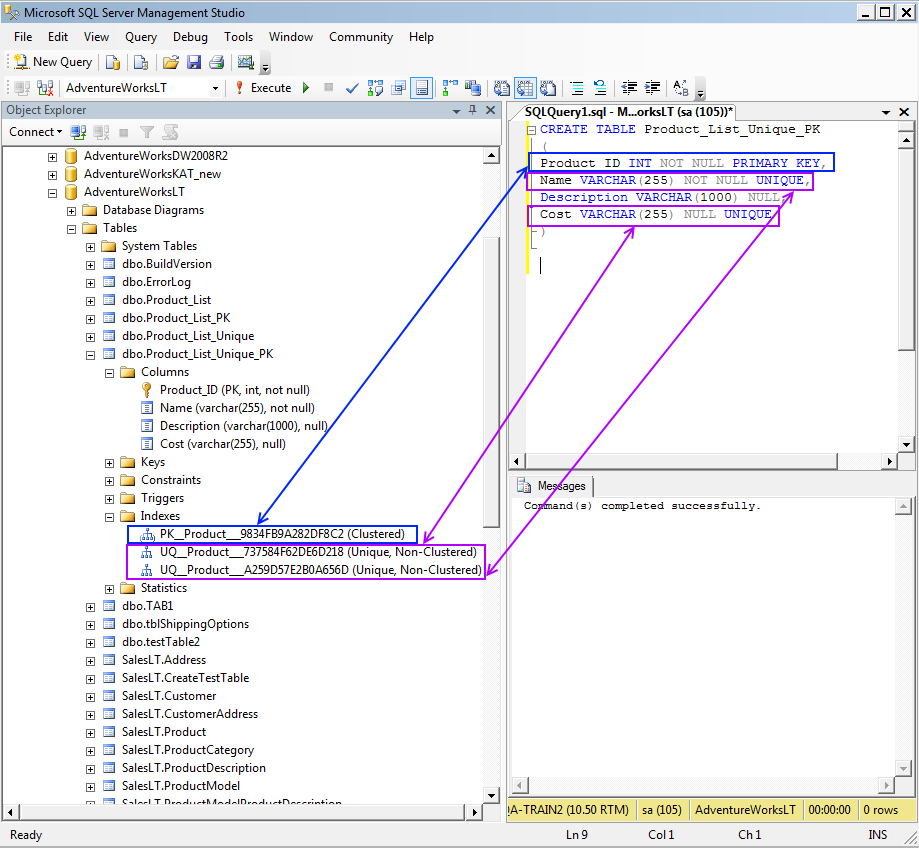 Microsoft SQL Server Management Studio
File Edit View Query Debug Tools Window Community Help
New Query
AdventureWorksLT Execute
Object Explorer
Connect
AdventureWorksDW2008R2
AdventureWorksKAT_new
AdventureWorksLT
Database Diagrams
Tables
System Tables
dbo.BuildVersion
dbo.ErrorLog
dbo.Product_List
dbo.Product_List_PK
dbo.Product_List_Unique
dbo.Product_List_Unique_PK
Columns
Product_ID (PK, int, not null)
Name (varchar(255), not null)
Description (varchar(1000), null)
Cost (varchar(255), null)
Keys
Constraints
Triggers
Indexes
PK__Product___9834FB9A282DF8C2 (Clustered)
UQ__Product___737584F62DE6D218 (Unique, Non-Clustered)
UQ__Product___A259D57E2B0A656D (Unique, Non-Clustered)
Statistics
dbo.TAB1
dbo.tblShippingOptions
dbo.testTable2
SalesLT.Address
SalesLT.CreateTestTable
SalesLT.Customer
SalesLT.CustomerAddress
SalesLT.Product
SalesLT.ProductCategory
SalesLT.ProductDescription
SalesLT.ProductModel
SalesLT.ProductModelProductDescription
SQLQuery1.sql - M...orksLT (sa (105))*
CREATE TABLE Product_List_Unique_PK
(
Product ID INT NOT NULL PRIMARY KEY,
Name VARCHAR(255) NOT NULL UNIQUE,
Description VARCHAR(1000) NULL,
Cost VARCHAR(255) NULL UNIQUE
)
Messages
Command(s) completed successfully.
QA-TRAIN2 (10.50 RTM) sa (105) AdventureWorksLT 00:00:00 0 rows
Ready Ln 9 Col 1 Ch 1 INS